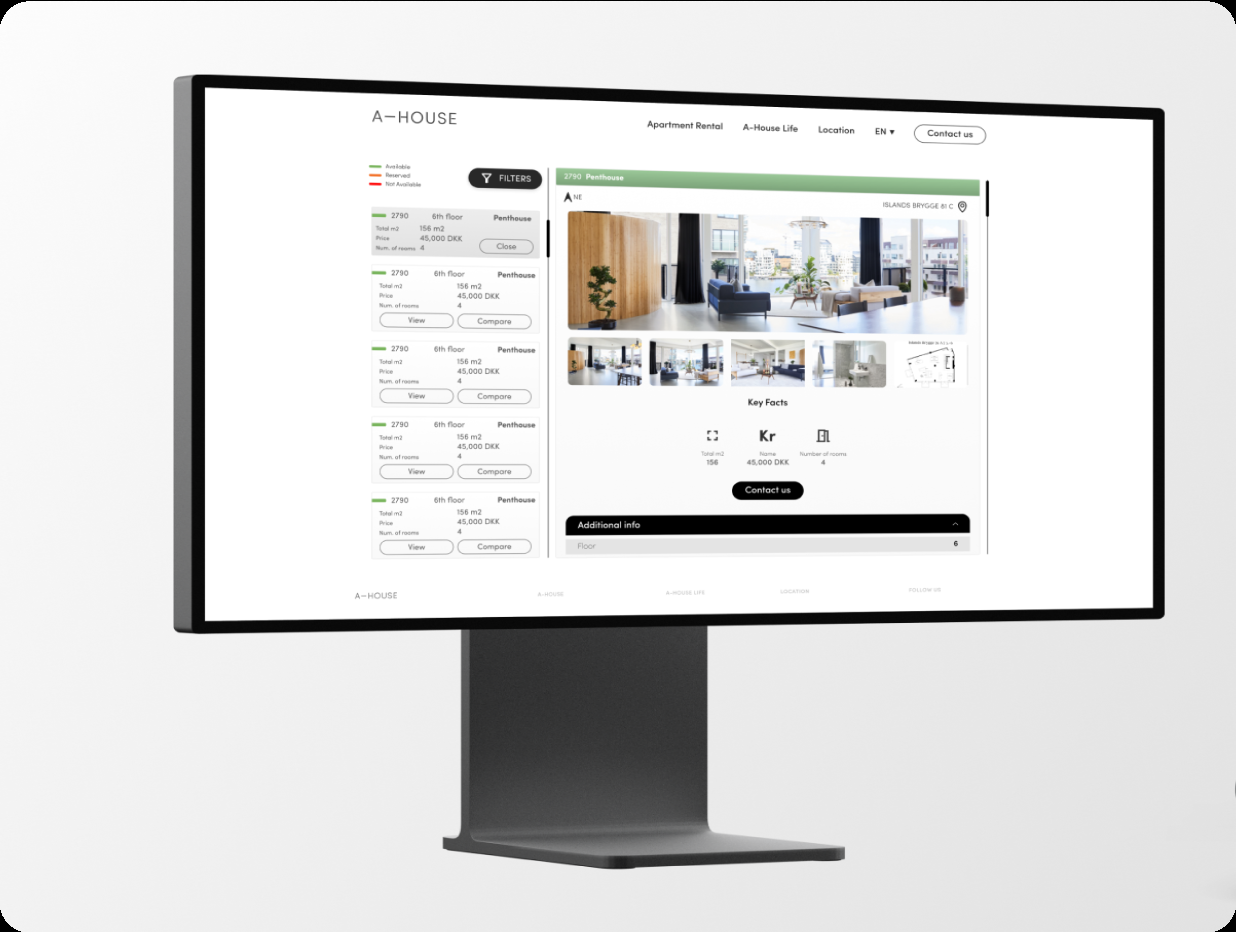 A—HOUSE
Apartment Rental A-House Life Location EN ▾ Contact us
Available
Reserved
Not Available
FILTERS
2790 6th floor Penthouse
Total m2 156 m2
Price 45,000 DKK
Num. of rooms 4
Close
2790 6th floor Penthouse
Total m2 156 m2
Price 45,000 DKK
Num. of rooms 4
View Compare
2790 6th floor Penthouse
Total m2 156 m2
Price 45,000 DKK
Num. of rooms 4
View Compare
2790 6th floor Penthouse
Total m2 156 m2
Price 45,000 DKK
Num. of rooms 4
View Compare
2790 6th floor Penthouse
Total m2 156 m2
Price 45,000 DKK
Num. of rooms 4
View Compare
2790 Penthouse
NE
ISLANDS BRYGGE 81 C
Key Facts
Kr
Total m2 Name Number of rooms
156 45,000 DKK 4
Contact us
Additional info
Floor 6
A—HOUSE A-HOUSE A-HOUSE LIFE LOCATION FOLLOW US